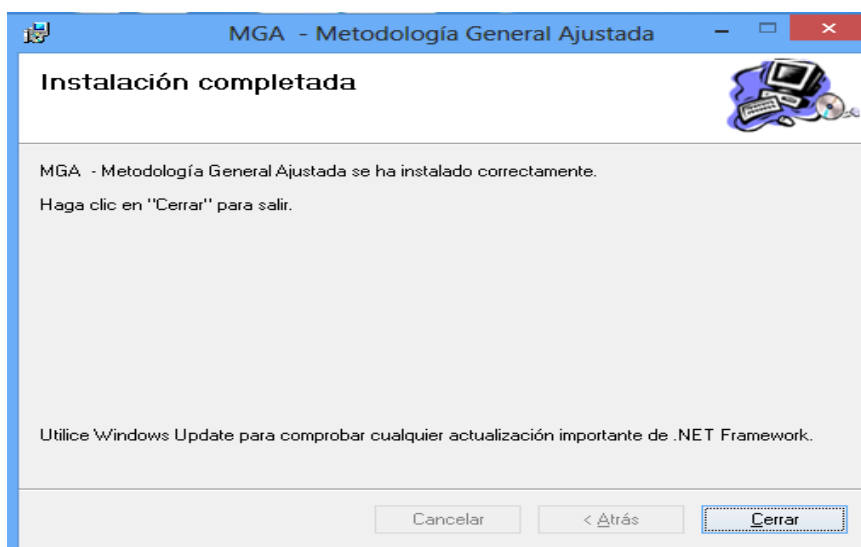 MGA - Metodología General Ajustada
Instalación completada
MGA - Metodología General Ajustada se ha instalado correctamente.
Haga clic en "Cerrar" para salir.
Utilice Windows Update para comprobar cualquier actualización importante de .NET Framework.
Cancelar < Atrás Cerrar